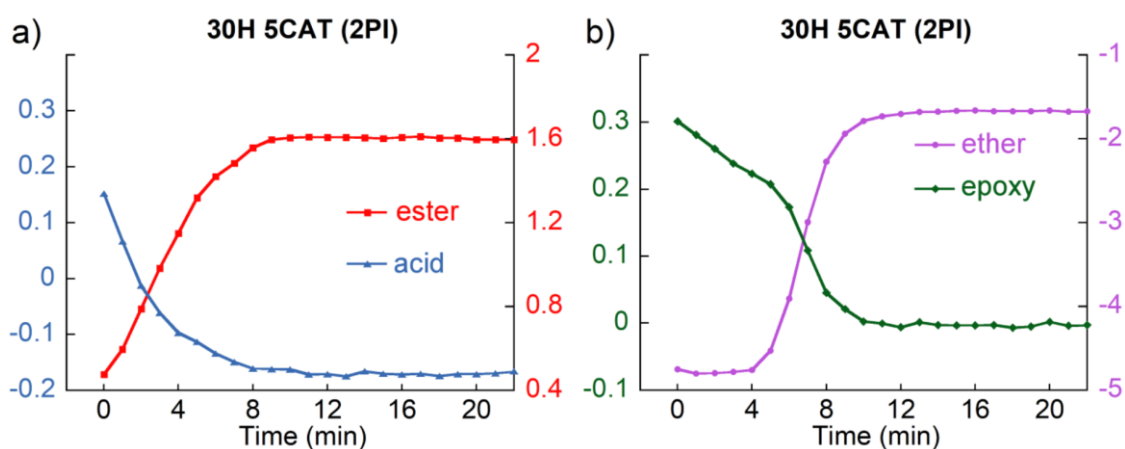 a)
30H 5CAT (2PI)
0.3
0.2
0.1
0
-0.1
-0.2
2
1.6
1.2
0.8
0.4
ester
acid
0 4 8 12 16 20
Time (min)
b)
30H 5CAT (2PI)
0.3
0.2
0.1
0
-0.1
-1
-2
-3
-4
-5
ether
epoxy
0 4 8 12 16 20
Time (min)